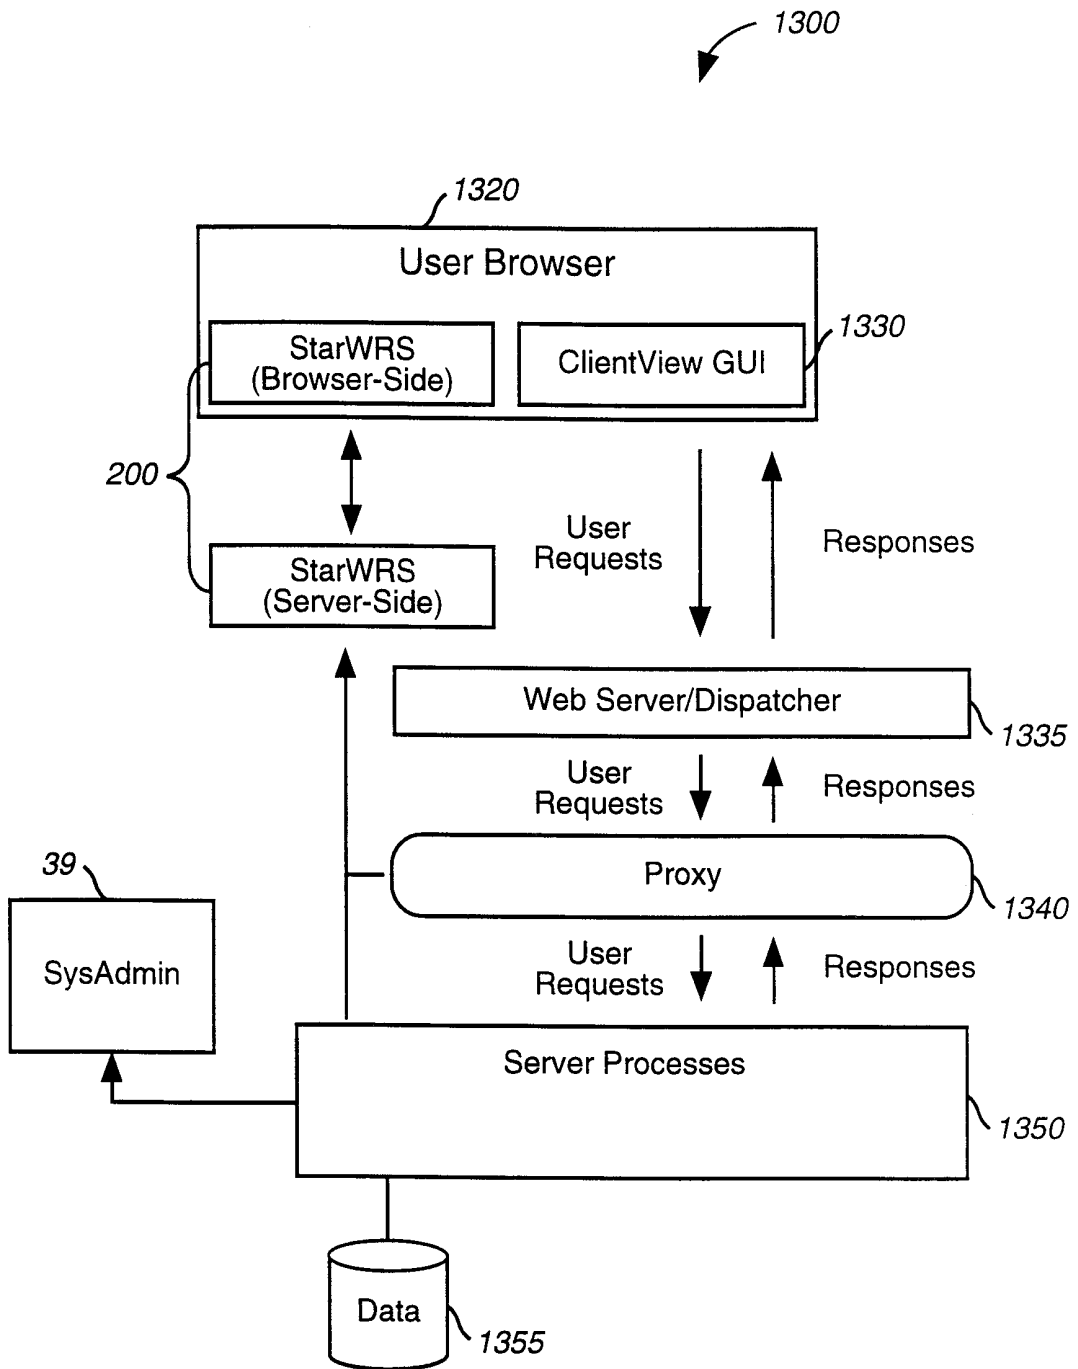 1300
1320
User Browser
StarWRS
(Browser-Side)
ClientView GUI
1330
200
User
Requests
Responses
StarWRS
(Server-Side)
Web Server/Dispatcher
1335
User
Requests
Responses
39
Proxy
1340
SysAdmin
User
Requests
Responses
Server Processes
1350
Data
1355